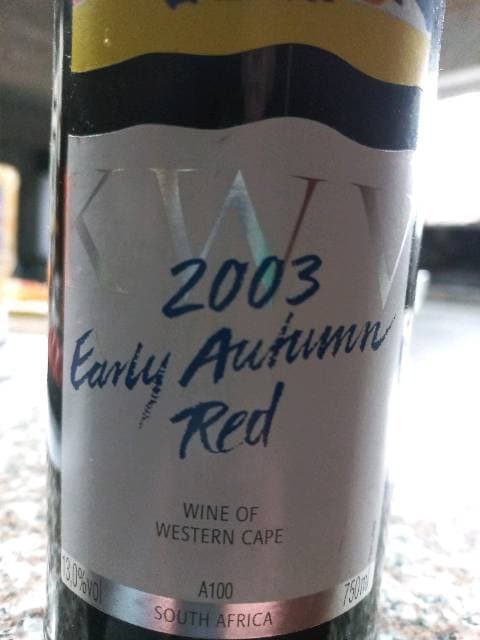 KWV
2003
Early Autumn
Red
WINE OF
WESTERN CAPE
13.0%vol A100 750ml
SOUTH AFRICA